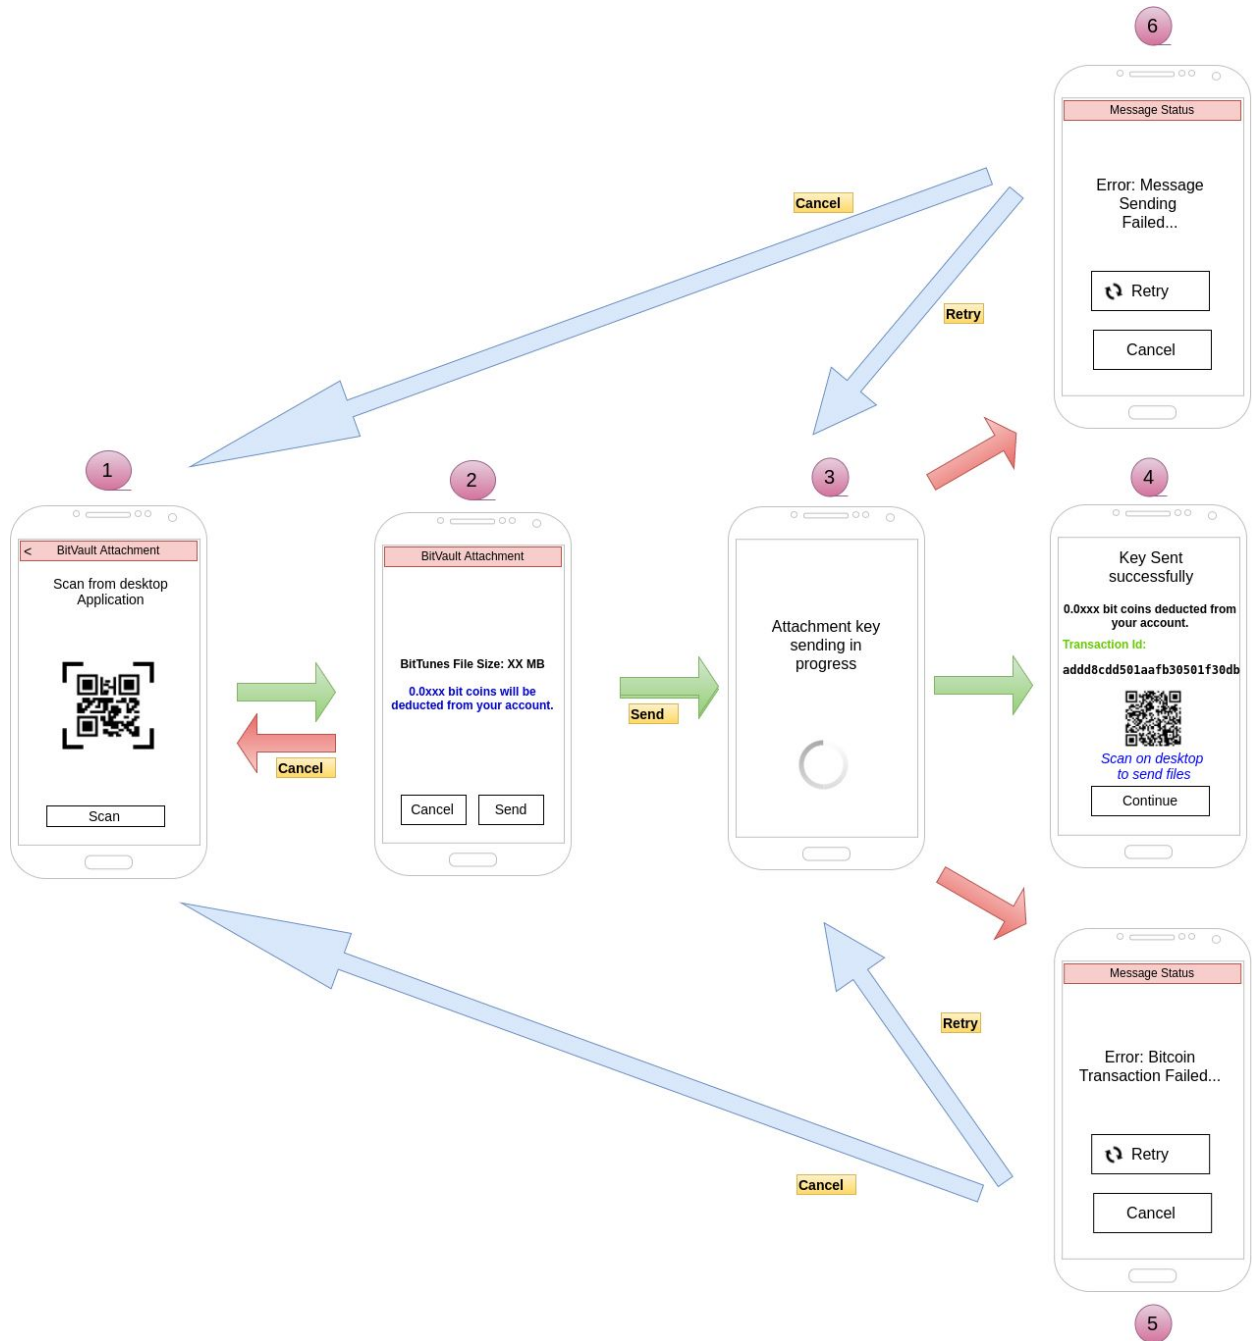 6
Message Status
Error: Message
Sending
Failed...
Retry
Cancel
Cancel
Retry
1
BitVault Attachment
<
Scan from desktop
Application
Scan
2
BitVault Attachment
BitTunes File Size: XX MB
0.0xxx bit coins will be
deducted from your account.
Cancel
Send
Cancel
Send
3
Attachment key
sending in
progress
4
Key Sent
successfully
0.0xxx bit coins deducted from
your account.
Transaction Id:
addd8cdd501aafb30501f30db
Scan on desktop
to send files
Continue
Message Status
Error: Bitcoin
Transaction Failed...
Retry
Cancel
Retry
Cancel
5